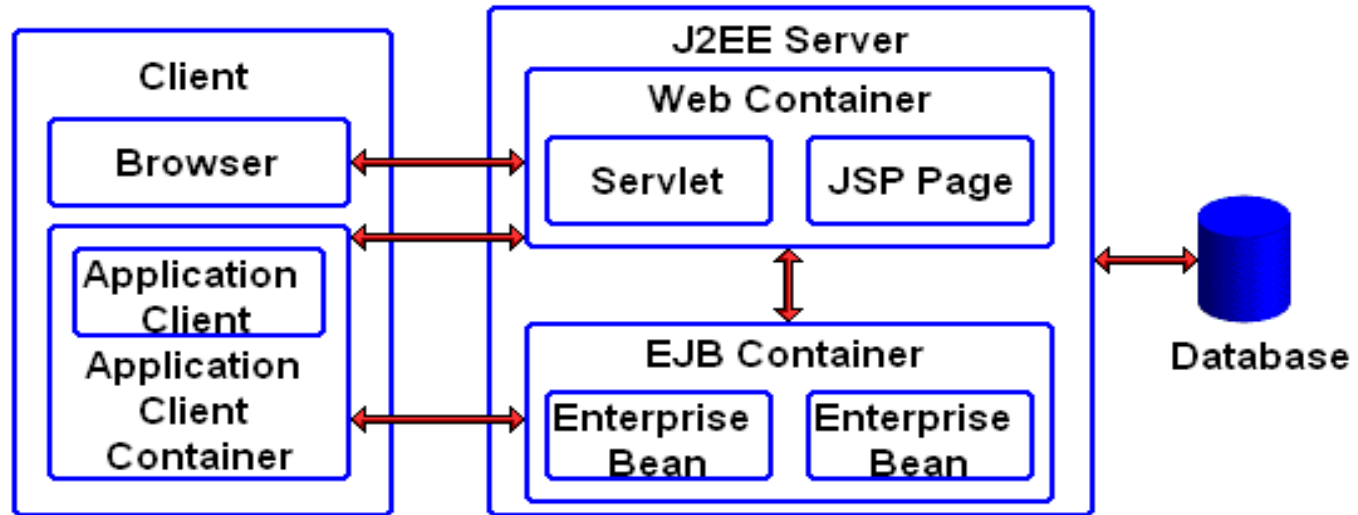 Client
Browser
Application
Client
Application
Client
Container
J2EE Server
Web Container
Servlet
JSP Page
EJB Container
Enterprise
Bean
Enterprise
Bean
Database